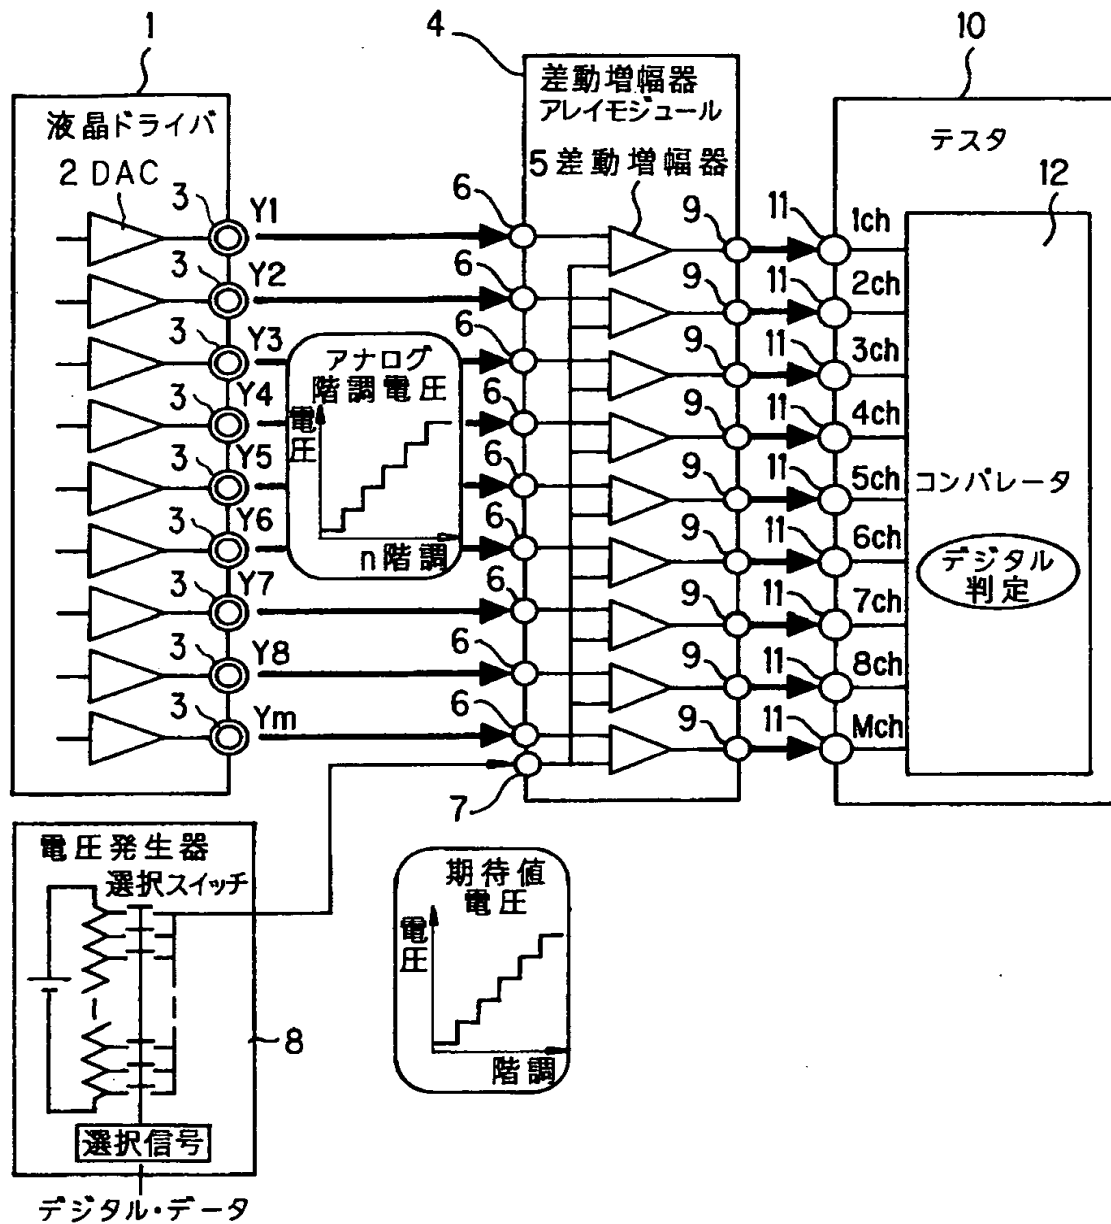 1
4
10
液晶ドライバ
2 DAC
差動増幅器
アレイモジュール
5差動増幅器
テスタ
12
3 Y1 6 9 11 1ch
3 Y2 6 9 11 2ch
3 Y3 6 9 11 3ch
3 Y4 6 9 11 4ch
3 Y5 6 9 11 5ch
3 Y6 6 9 11 6ch
3 Y7 6 9 11 7ch
3 Y8 6 9 11 8ch
3 Ym 6 9 11 Mch
アナログ
階調電圧
電圧
n階調
コンパレータ
デジタル
判定
7
電圧発生器
選択スイッチ
8
選択信号
デジタル・データ
期待値
電圧
電圧
階調